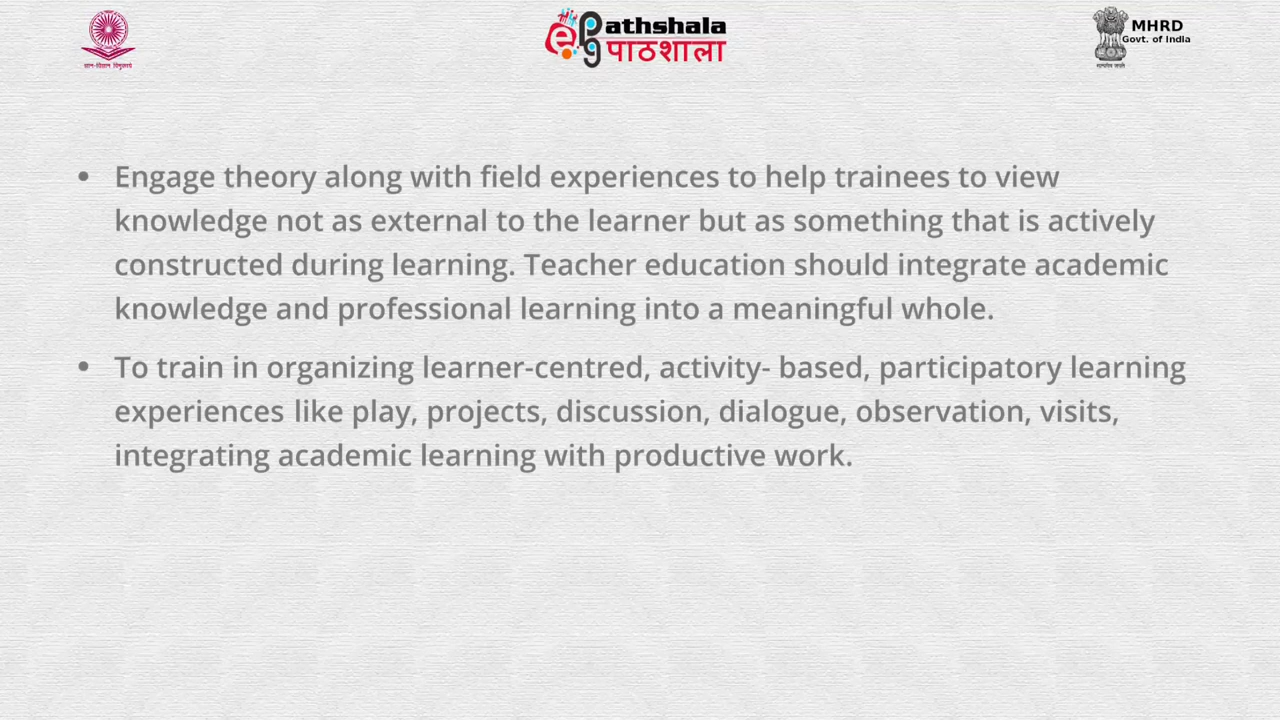 ePG Pathshala
पाठशाला
MHRD
Govt. of India
• Engage theory along with field experiences to help trainees to view
knowledge not as external to the learner but as something that is actively
constructed during learning. Teacher education should integrate academic
knowledge and professional learning into a meaningful whole.
• To train in organizing learner-centred, activity- based, participatory learning
experiences like play, projects, discussion, dialogue, observation, visits,
integrating academic learning with productive work.